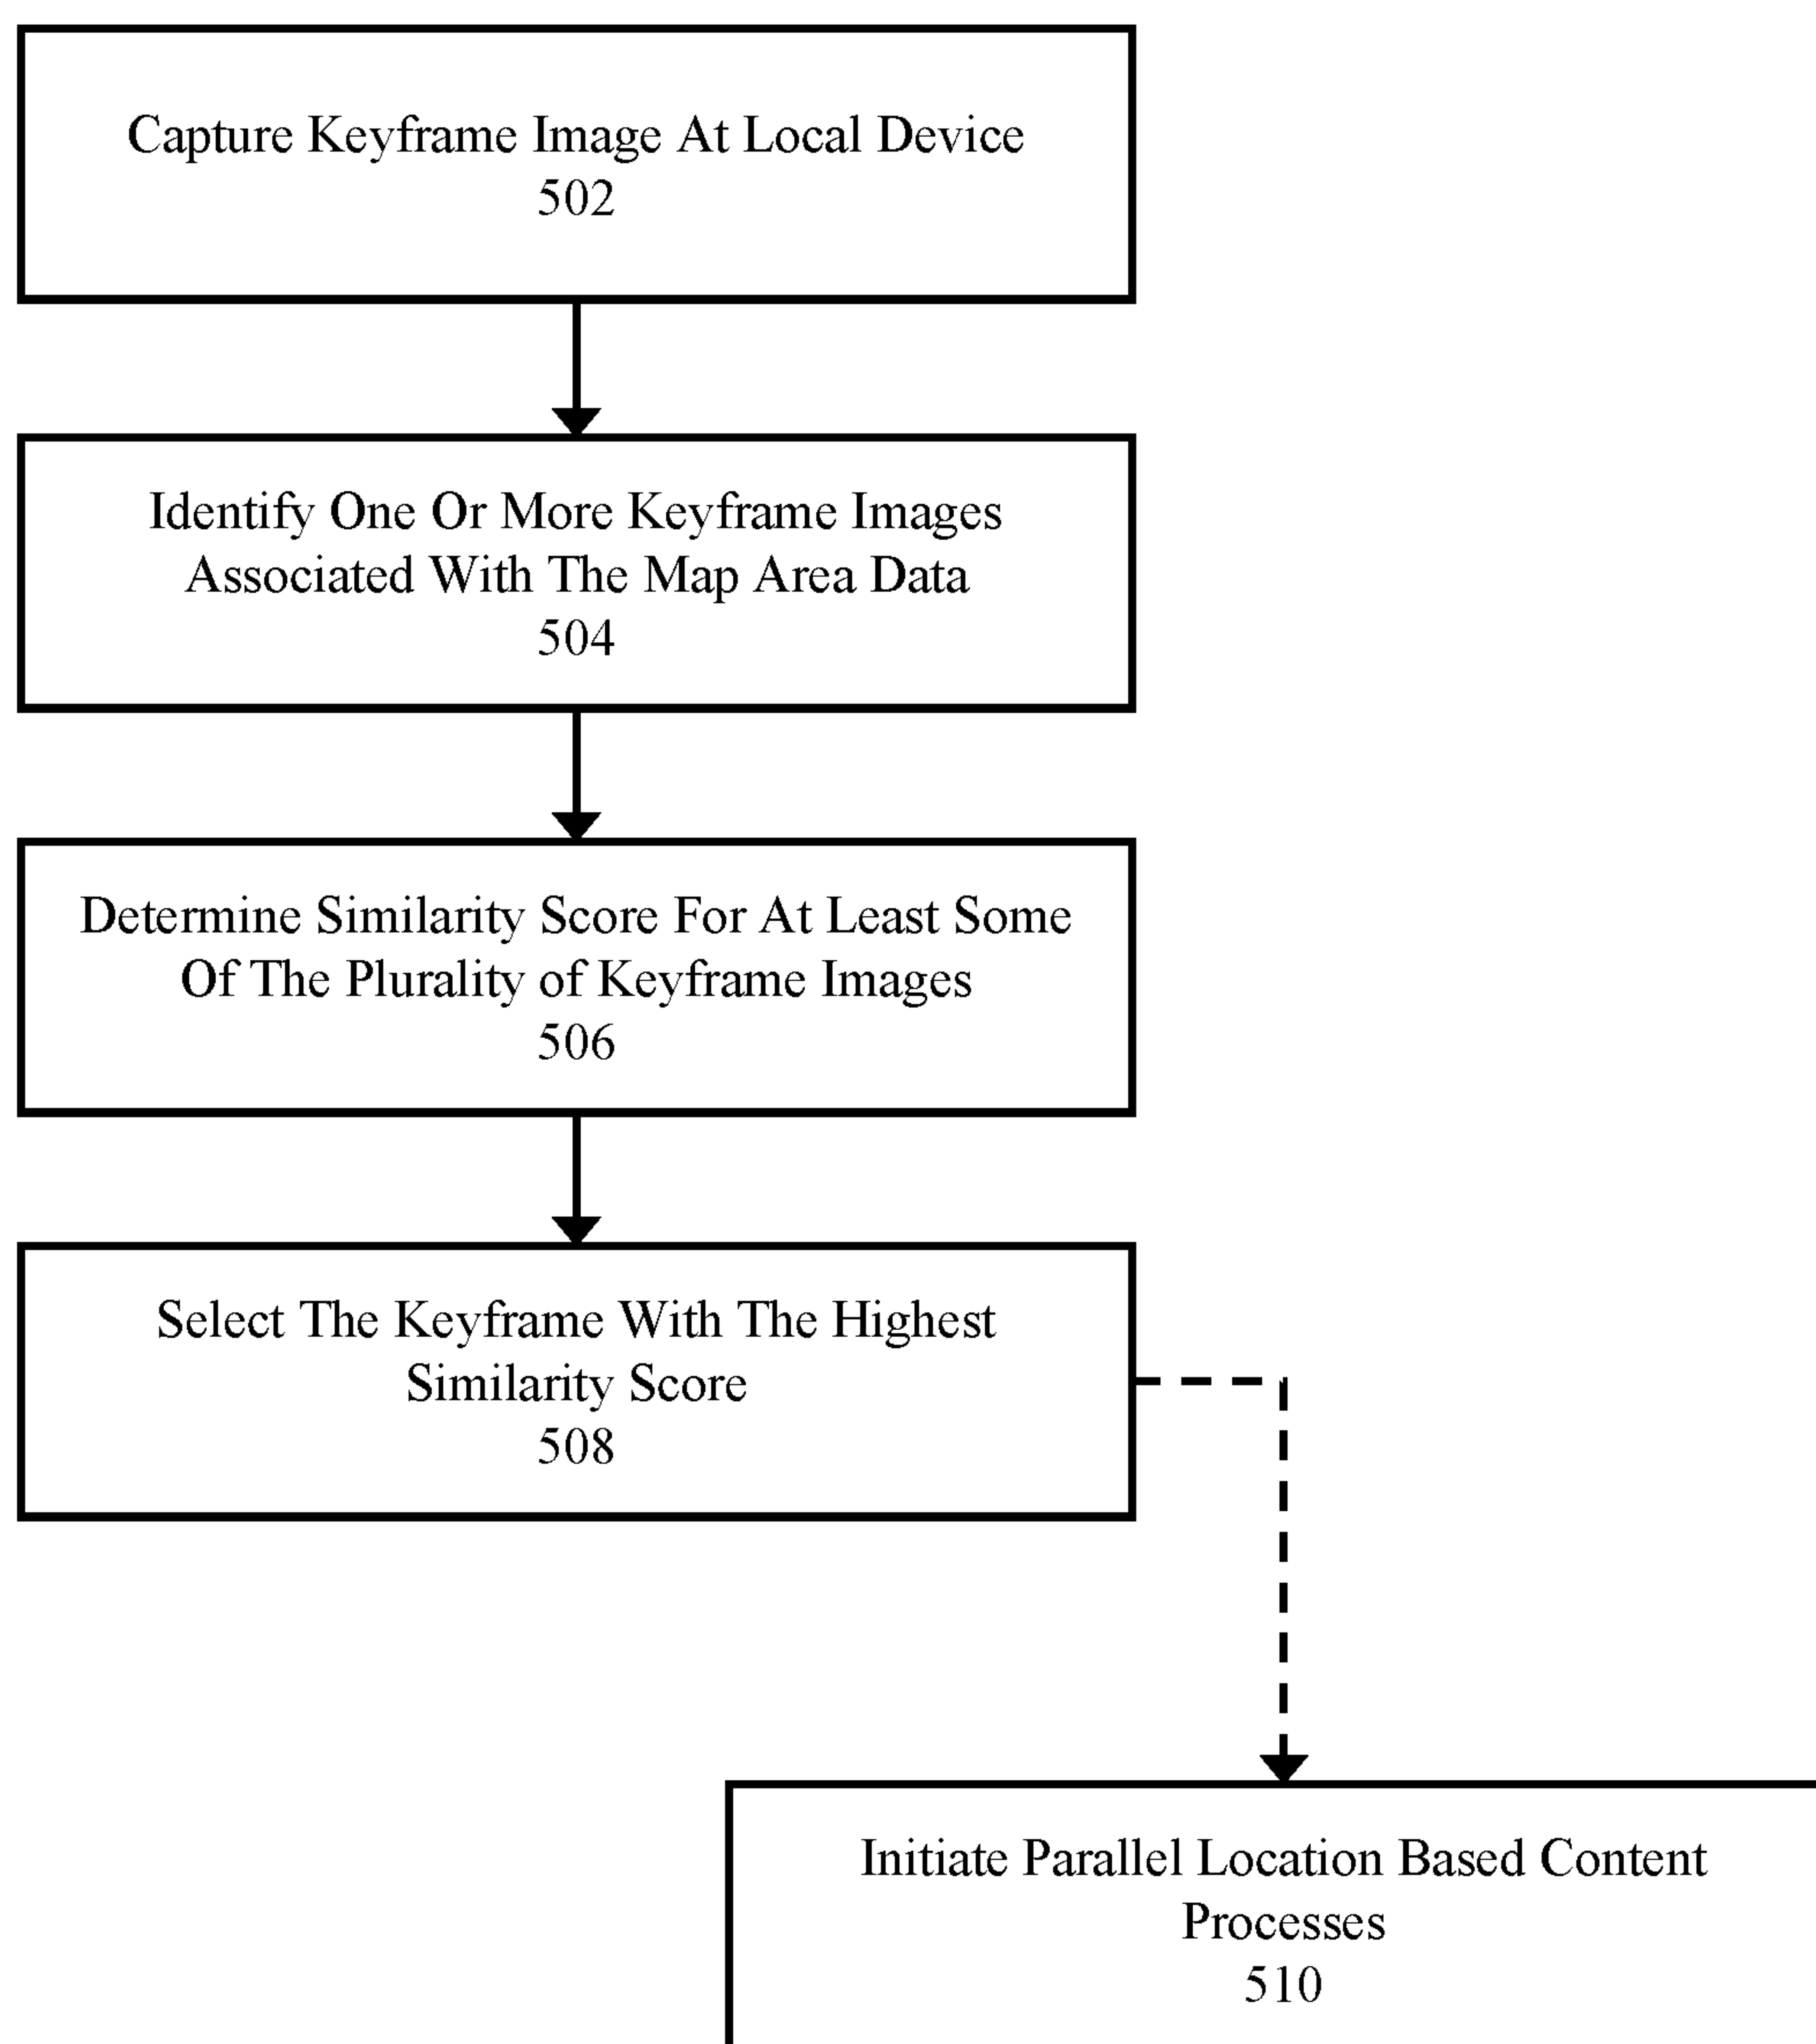 Capture Keyframe Image At Local Device
502
Identify One Or More Keyframe Images
Associated With The Map Area Data
504
Determine Similarity Score For At Least Some
Of The Plurality of Keyframe Images
506
Select The Keyframe With The Highest
Similarity Score
508
Initiate Parallel Location Based Content
Processes
510